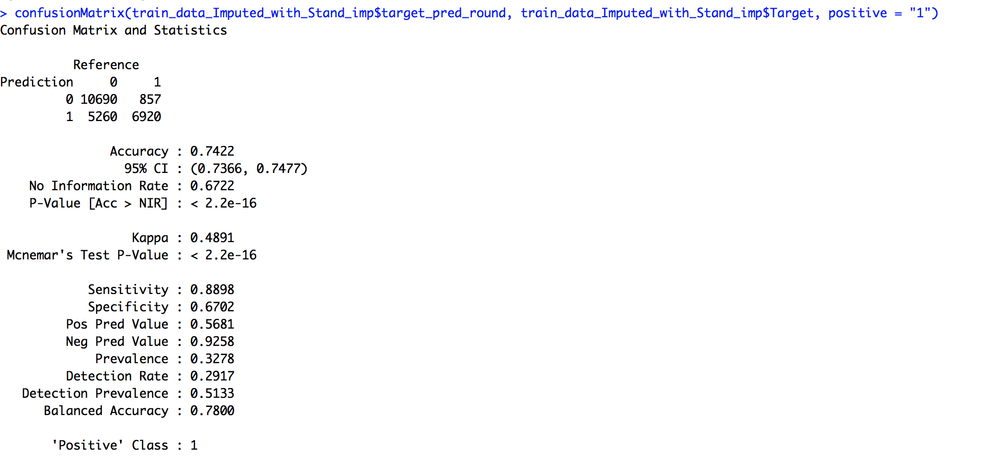 > confusionMatrix(train_data_Imputed_with_Stand_imp$target_pred_round, train_data_Imputed_with_Stand_imp$Target, positive = "1")
Confusion Matrix and Statistics
Reference
Prediction 0 1
0 10690 857
1 5260 6920
Accuracy : 0.7422
95% CI : (0.7366, 0.7477)
No Information Rate : 0.6722
P-Value [Acc > NIR] : < 2.2e-16
Kappa : 0.4891
Mcnemar's Test P-Value : < 2.2e-16
Sensitivity : 0.8898
Specificity : 0.6702
Pos Pred Value : 0.5681
Neg Pred Value : 0.9258
Prevalence : 0.3278
Detection Rate : 0.2917
Detection Prevalence : 0.5133
Balanced Accuracy : 0.7800
'Positive' Class : 1